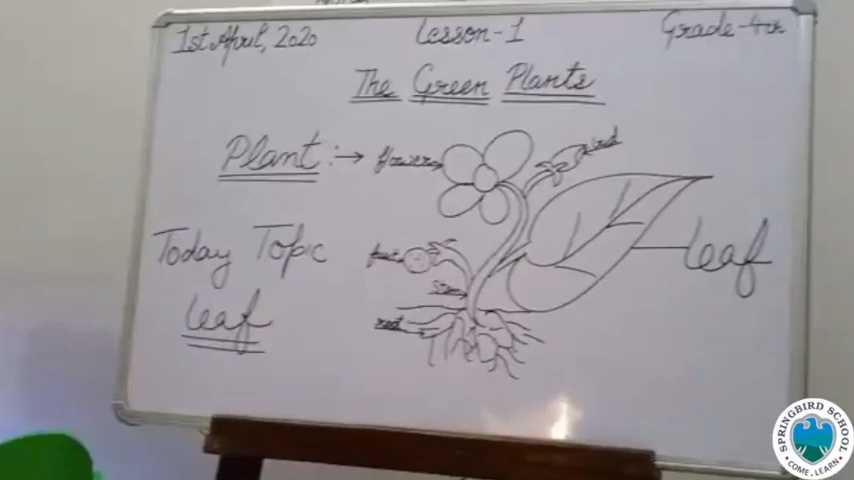 1st April, 2020
Lesson-1
Grade-4th
The Green Plants
Plant :→
flower
bud
Today Topic
leaf
fruit
stem
root
leaf
SPRINGBIRD SCHOOL
COME, LEARN